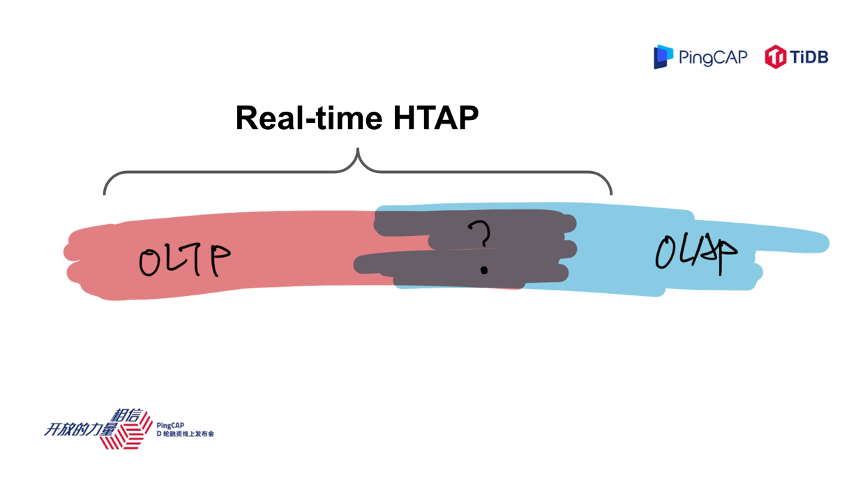 PingCAP TiDB
Real-time HTAP
OLTP
?
OLAP
相信
开放的力量
PingCAP
D 轮融资线上发布会